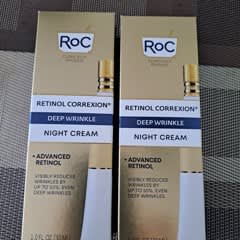 RoC
RETINOL CORREXION®
DEEP WRINKLE
NIGHT CREAM
+ADVANCED
RETINOL
VISIBLY REDUCES
WRINKLES BY
UP TO 50%, EVEN
DEEP WRINKLES
RoC
RETINOL CORREXION®
DEEP WRINKLE
NIGHT CREAM
+ADVANCED
RETINOL
VISIBLY REDUCES
WRINKLES BY
UP TO 50%, EVEN
DEEP WRINKLES